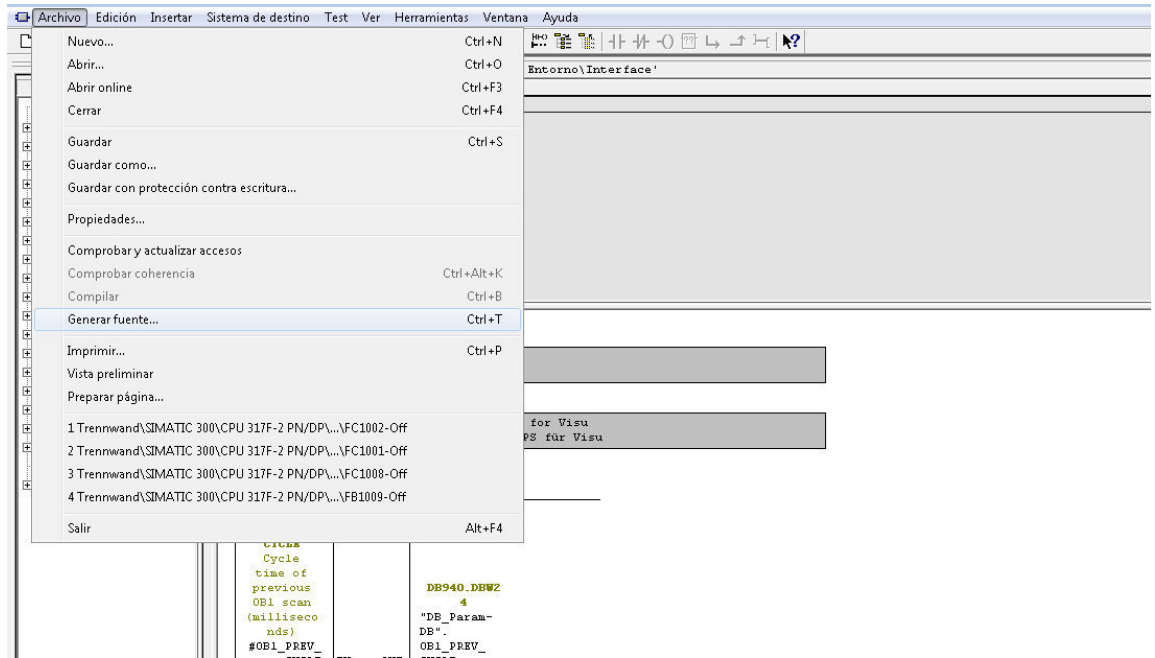 Archivo Edición Insertar Sistema de destino Test Ver Herramientas Ventana Ayuda
Nuevo... Ctrl+N
Abrir... Ctrl+O
Abrir online Ctrl+F3
Cerrar Ctrl+F4
Guardar Ctrl+S
Guardar como...
Guardar con protección contra escritura...
Propiedades...
Comprobar y actualizar accesos
Comprobar coherencia Ctrl+Alt+K
Compilar Ctrl+B
Generar fuente... Ctrl+T
Imprimir... Ctrl+P
Vista preliminar
Preparar página...
1 Trennwand\SIMATIC 300\CPU 317F-2 PN/DP\...\FC1002-Off
2 Trennwand\SIMATIC 300\CPU 317F-2 PN/DP\...\FC1001-Off
3 Trennwand\SIMATIC 300\CPU 317F-2 PN/DP\...\FC1008-Off
4 Trennwand\SIMATIC 300\CPU 317F-2 PN/DP\...\FB1009-Off
Salir Alt+F4
Entorno\Interface'
for Visu
PS für Visu
Cycle
time of
previous
OB1 scan
(milliseco
nds)
#OB1_PREV_
DB940.DBW2
4
"DB_Param-
DB".
OB1_PREV_